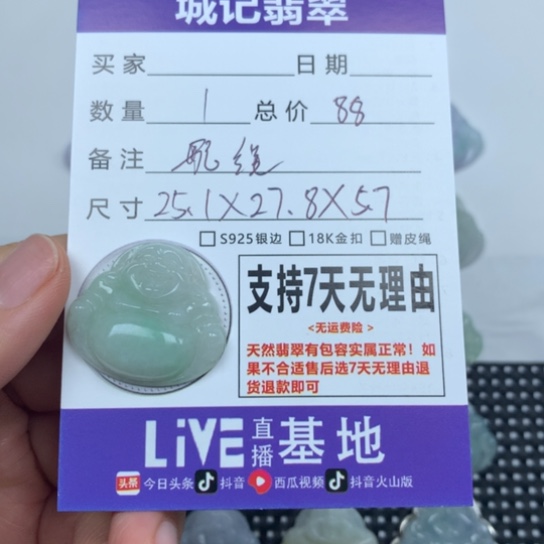 城记翡翠
买家 日期
数量 1 总价 88
备注
尺寸 25.1X27.8X5.7
S925银边 18K金扣 赠皮绳
支持7天无理由
<无运费险>
天然翡翠有包容实属正常！如
果不合适售后选7天无理由退
货退款即可
LiVE直播基地
头条 今日头条 抖音 西瓜视频 抖音火山版